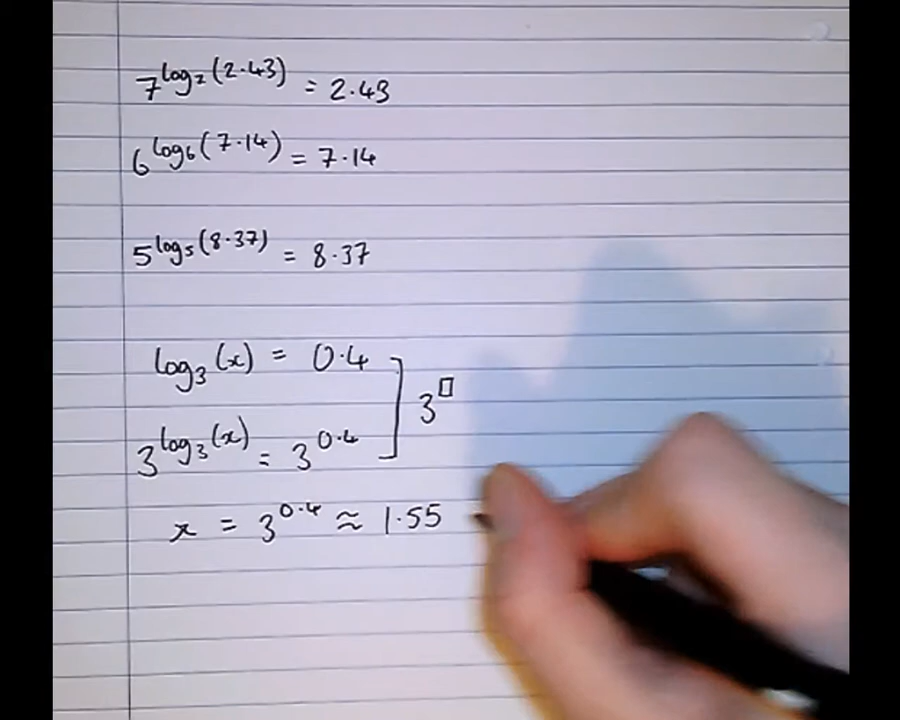 7^log₇(2·43) = 2·43
6^log₆(7·14) = 7·14
5^log₅(8·37) = 8·37
log₃(x) = 0·4
3^□
3^log₃(x) = 3^0·4
x = 3^0·4 ≈ 1·55